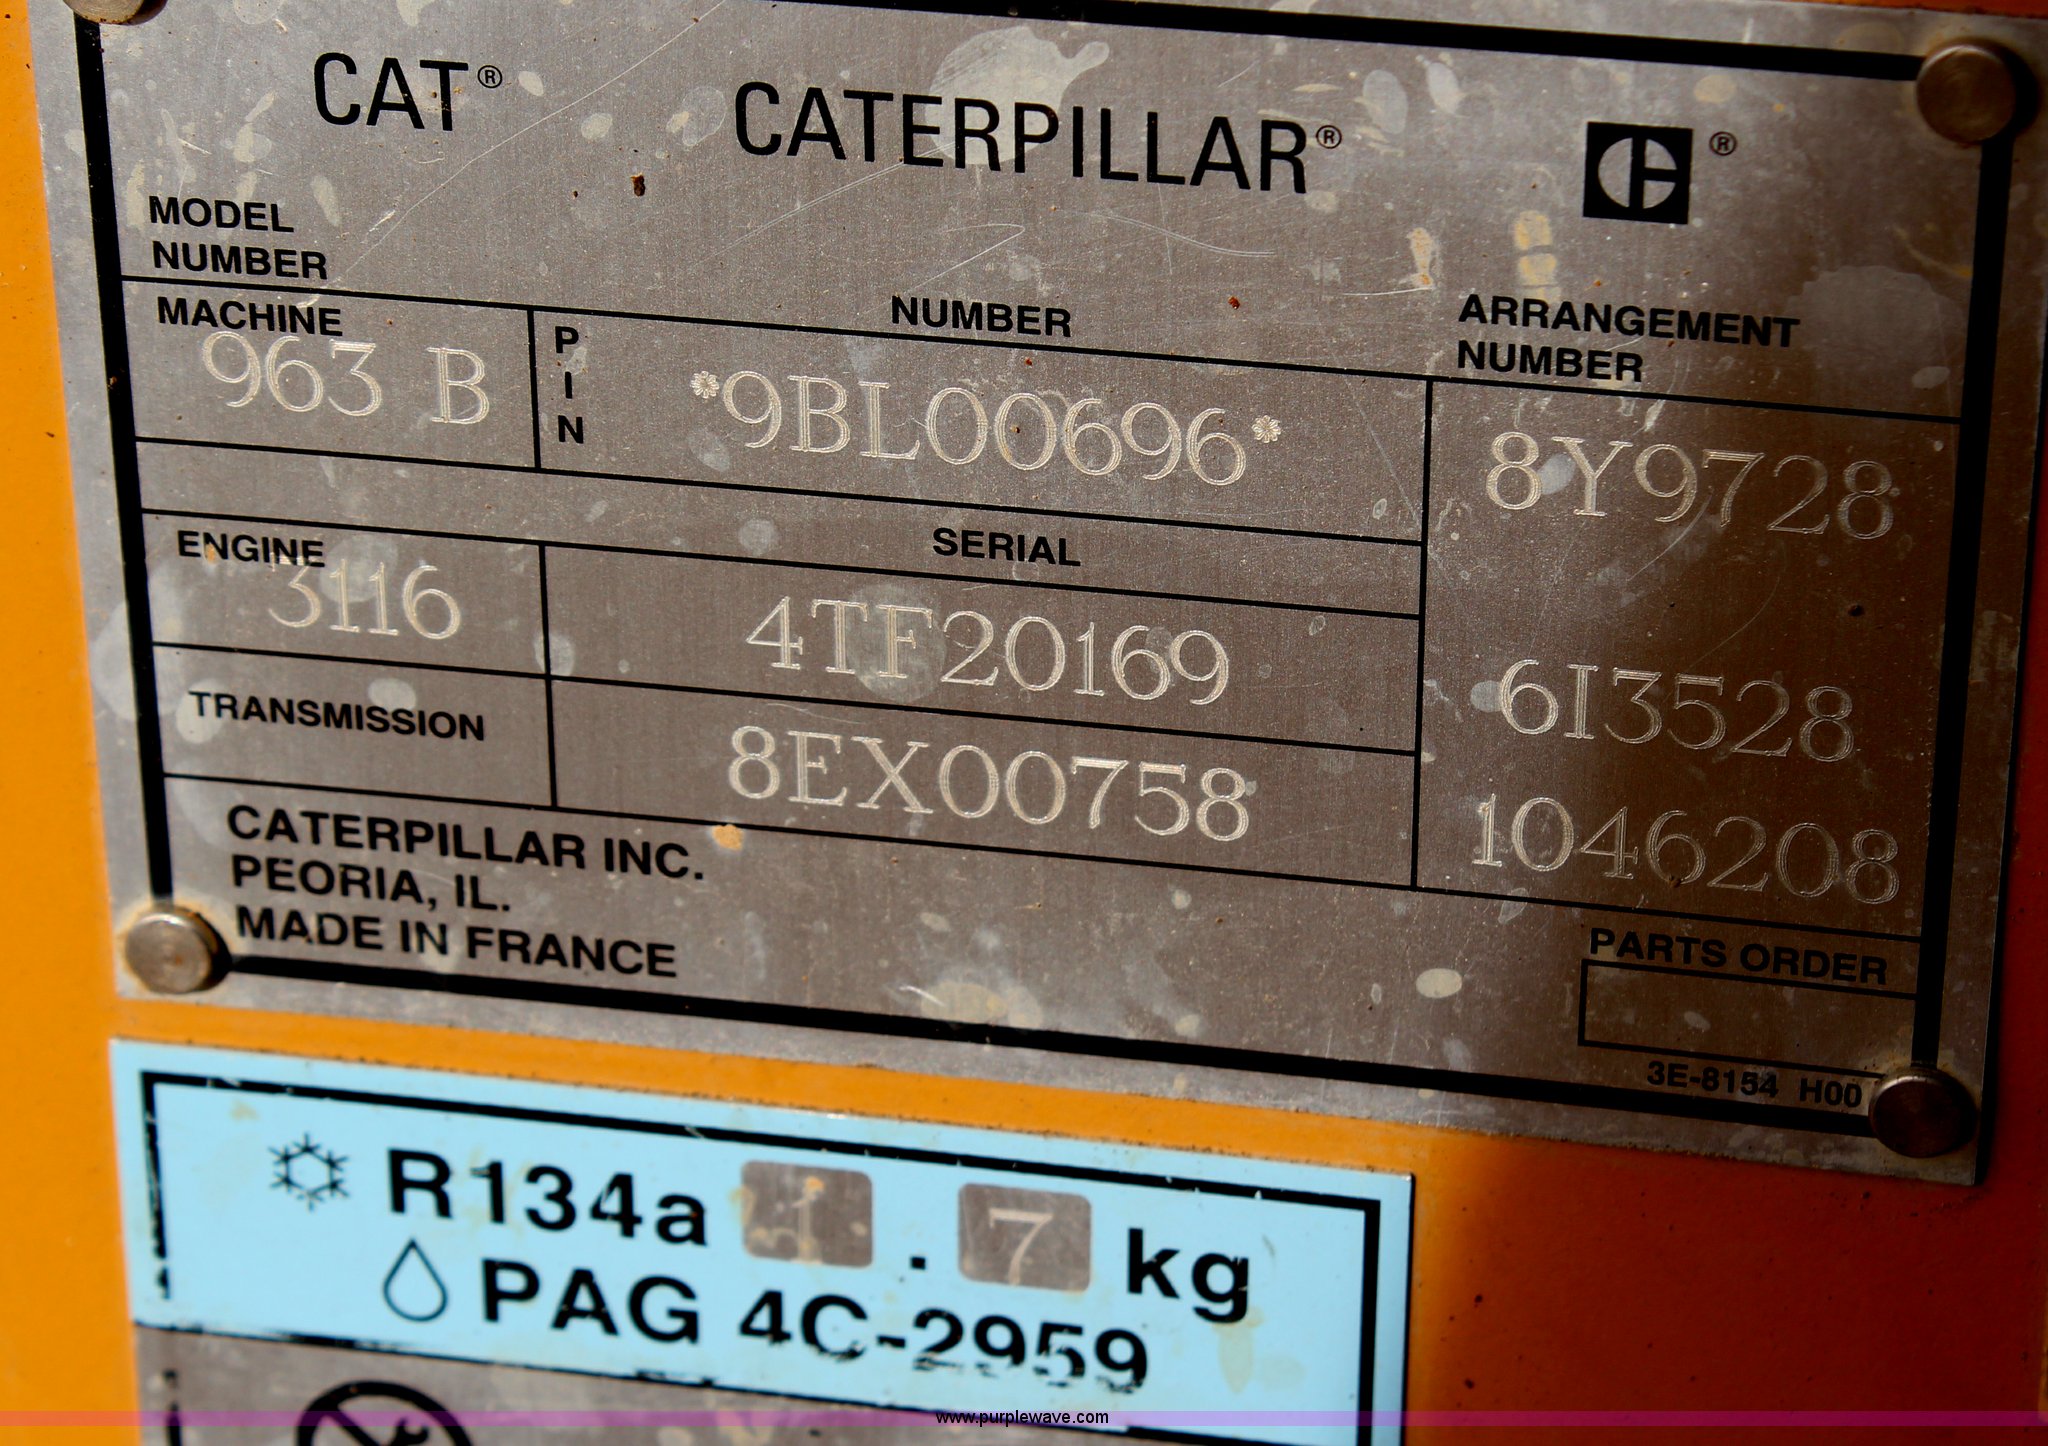 CAT® CATERPILLAR® ®
MODEL
NUMBER
NUMBER
ARRANGEMENT
NUMBER
MACHINE
963 B
PIN
*9BL00696*
8Y9728
SERIAL
ENGINE
3116
4TF20169
6I3528
TRANSMISSION
8EX00758
1046208
CATERPILLAR INC.
PEORIA, IL.
MADE IN FRANCE
PARTS ORDER
3E-8154 H00
R134a 1.7 kg
PAG 4C-2959
www.purplewave.com